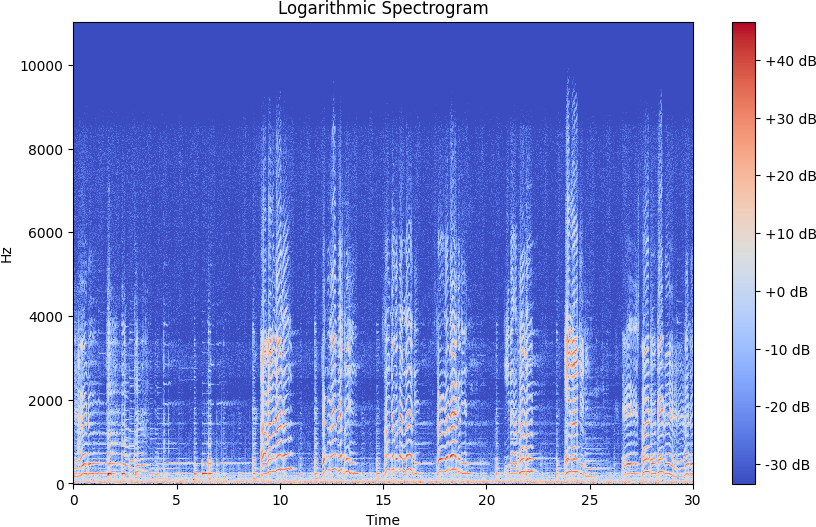 Logarithmic Spectrogram
Hz
10000
8000
6000
4000
2000
0
0 5 10 15 20 25 30
Time
+40 dB
+30 dB
+20 dB
+10 dB
+0 dB
-10 dB
-20 dB
-30 dB